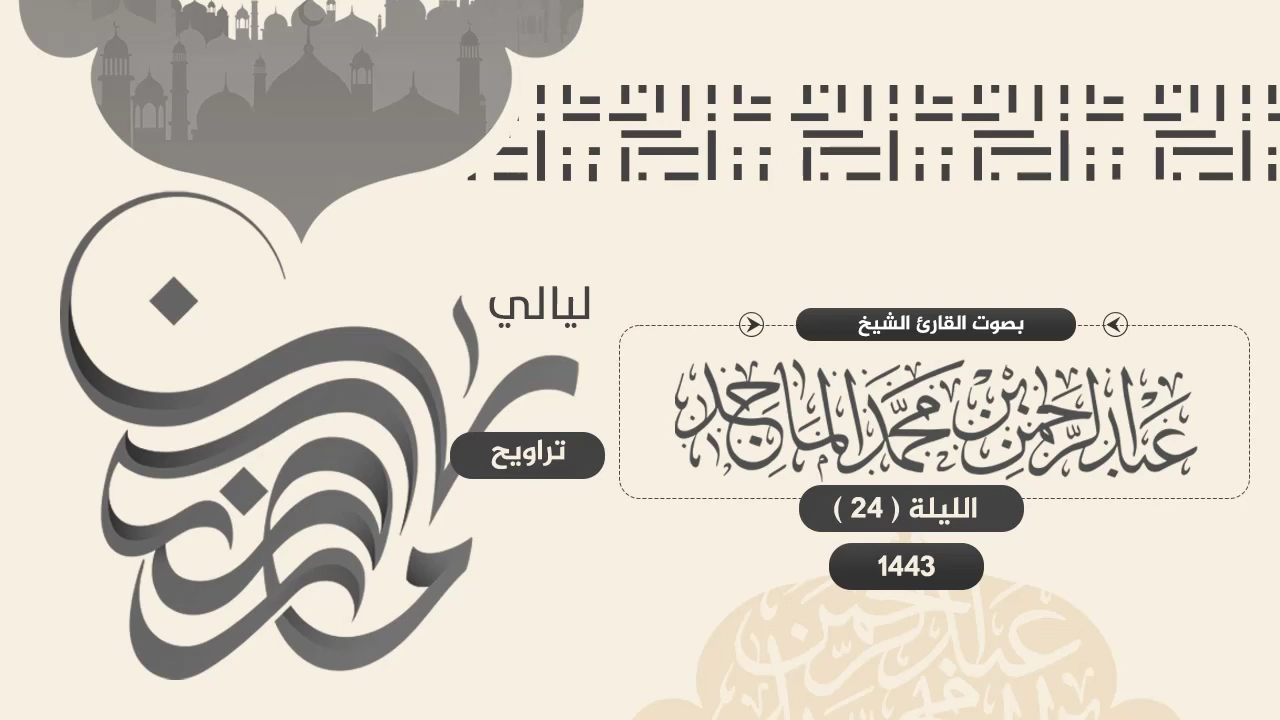 ليالي
رمضان
تراويح
بصوت القارئ الشيخ
عبدالرحمن بن محمد الماجد
الليلة ( 24 )
1443